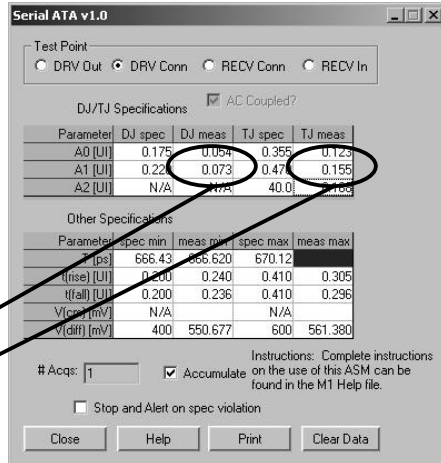 Serial ATA v1.0
Test Point
DRV Out DRV Conn RECV Conn RECV In
DJ/TJ Specifications AC Coupled?
Parameter DJ spec DJ meas TJ spec TJ meas
A0 [UI] 0.175 0.054 0.355 0.123
A1 [UI] 0.220 0.073 0.470 0.155
A2 [UI] N/A N/A 40.0
Other Specifications
Parameter spec min meas min spec max meas max
T [ps] 666.43 666.620 670.12
t(rise) [UI] 0.200 0.240 0.410 0.305
t(fall) [UI] 0.200 0.236 0.410 0.296
V(cm) [mV] N/A N/A
V(diff) [mV] 400 550.677 600 561.380
# Acqs: 1 Accumulate
Instructions: Complete instructions
on the use of this ASM can be
found in the M1 Help file.
Stop and Alert on spec violation
Close Help Print Clear Data